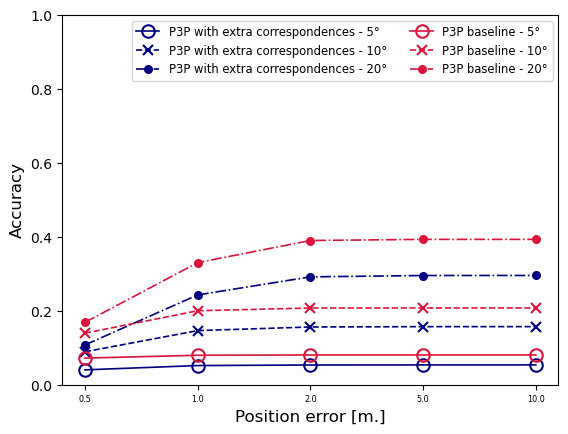 P3P with extra correspondences - 5°
P3P with extra correspondences - 10°
P3P with extra correspondences - 20°
P3P baseline - 5°
P3P baseline - 10°
P3P baseline - 20°
1.0
0.8
0.6
0.4
0.2
0.0
Accuracy
0.5 1.0 2.0 5.0 10.0
Position error [m.]